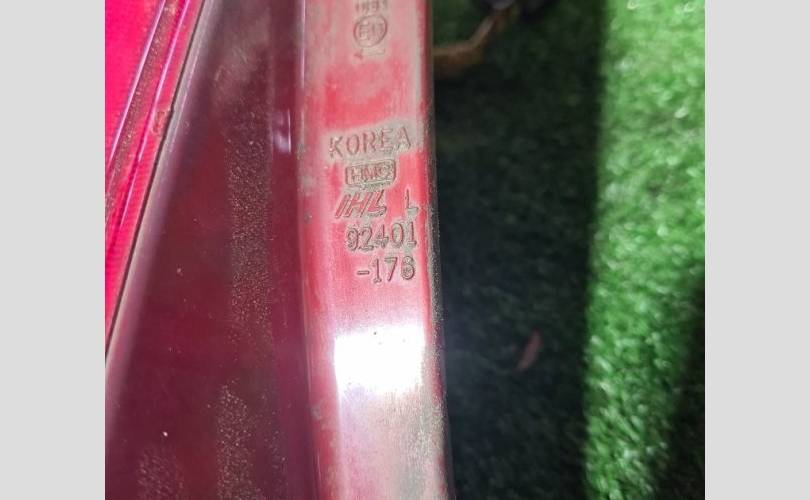 KOREA
HMC
IHL L
92401
-176